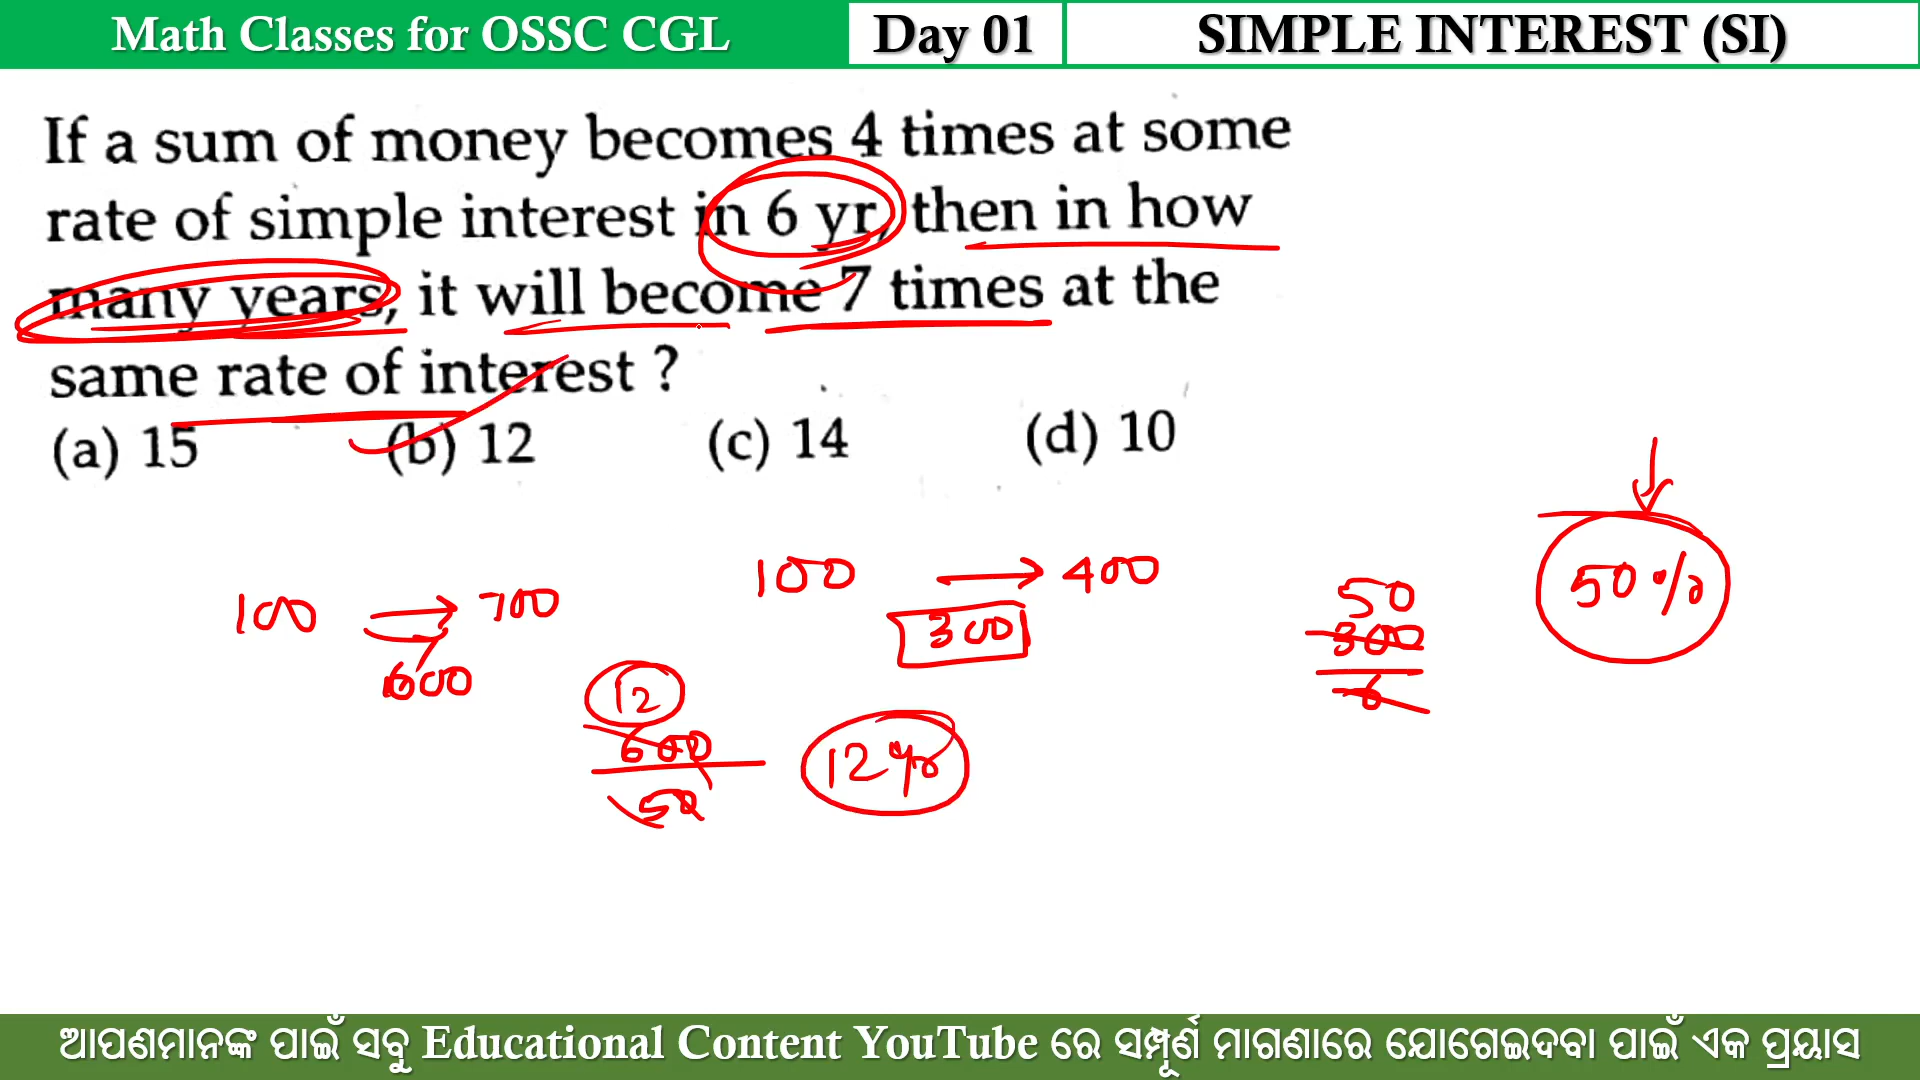 Math Classes for OSSC CGL
Day 01
SIMPLE INTEREST (SI)
If a sum of money becomes 4 times at some
rate of simple interest in 6 yr, then in how
many years, it will become 7 times at the
same rate of interest ?
(a) 15 (b) 12 (c) 14 (d) 10
100 → 700
600
12
600
50
12 yr
100 → 400
300
50
300
6
50%
ଆପଣମାନଙ୍କ ପାଇଁ ସବୁ Educational Content YouTube ରେ ସମ୍ପୂର୍ଣ ମାଗଣାରେ ଯୋଗେଇଦବା ପାଇଁ ଏକ ପ୍ରୟାସ